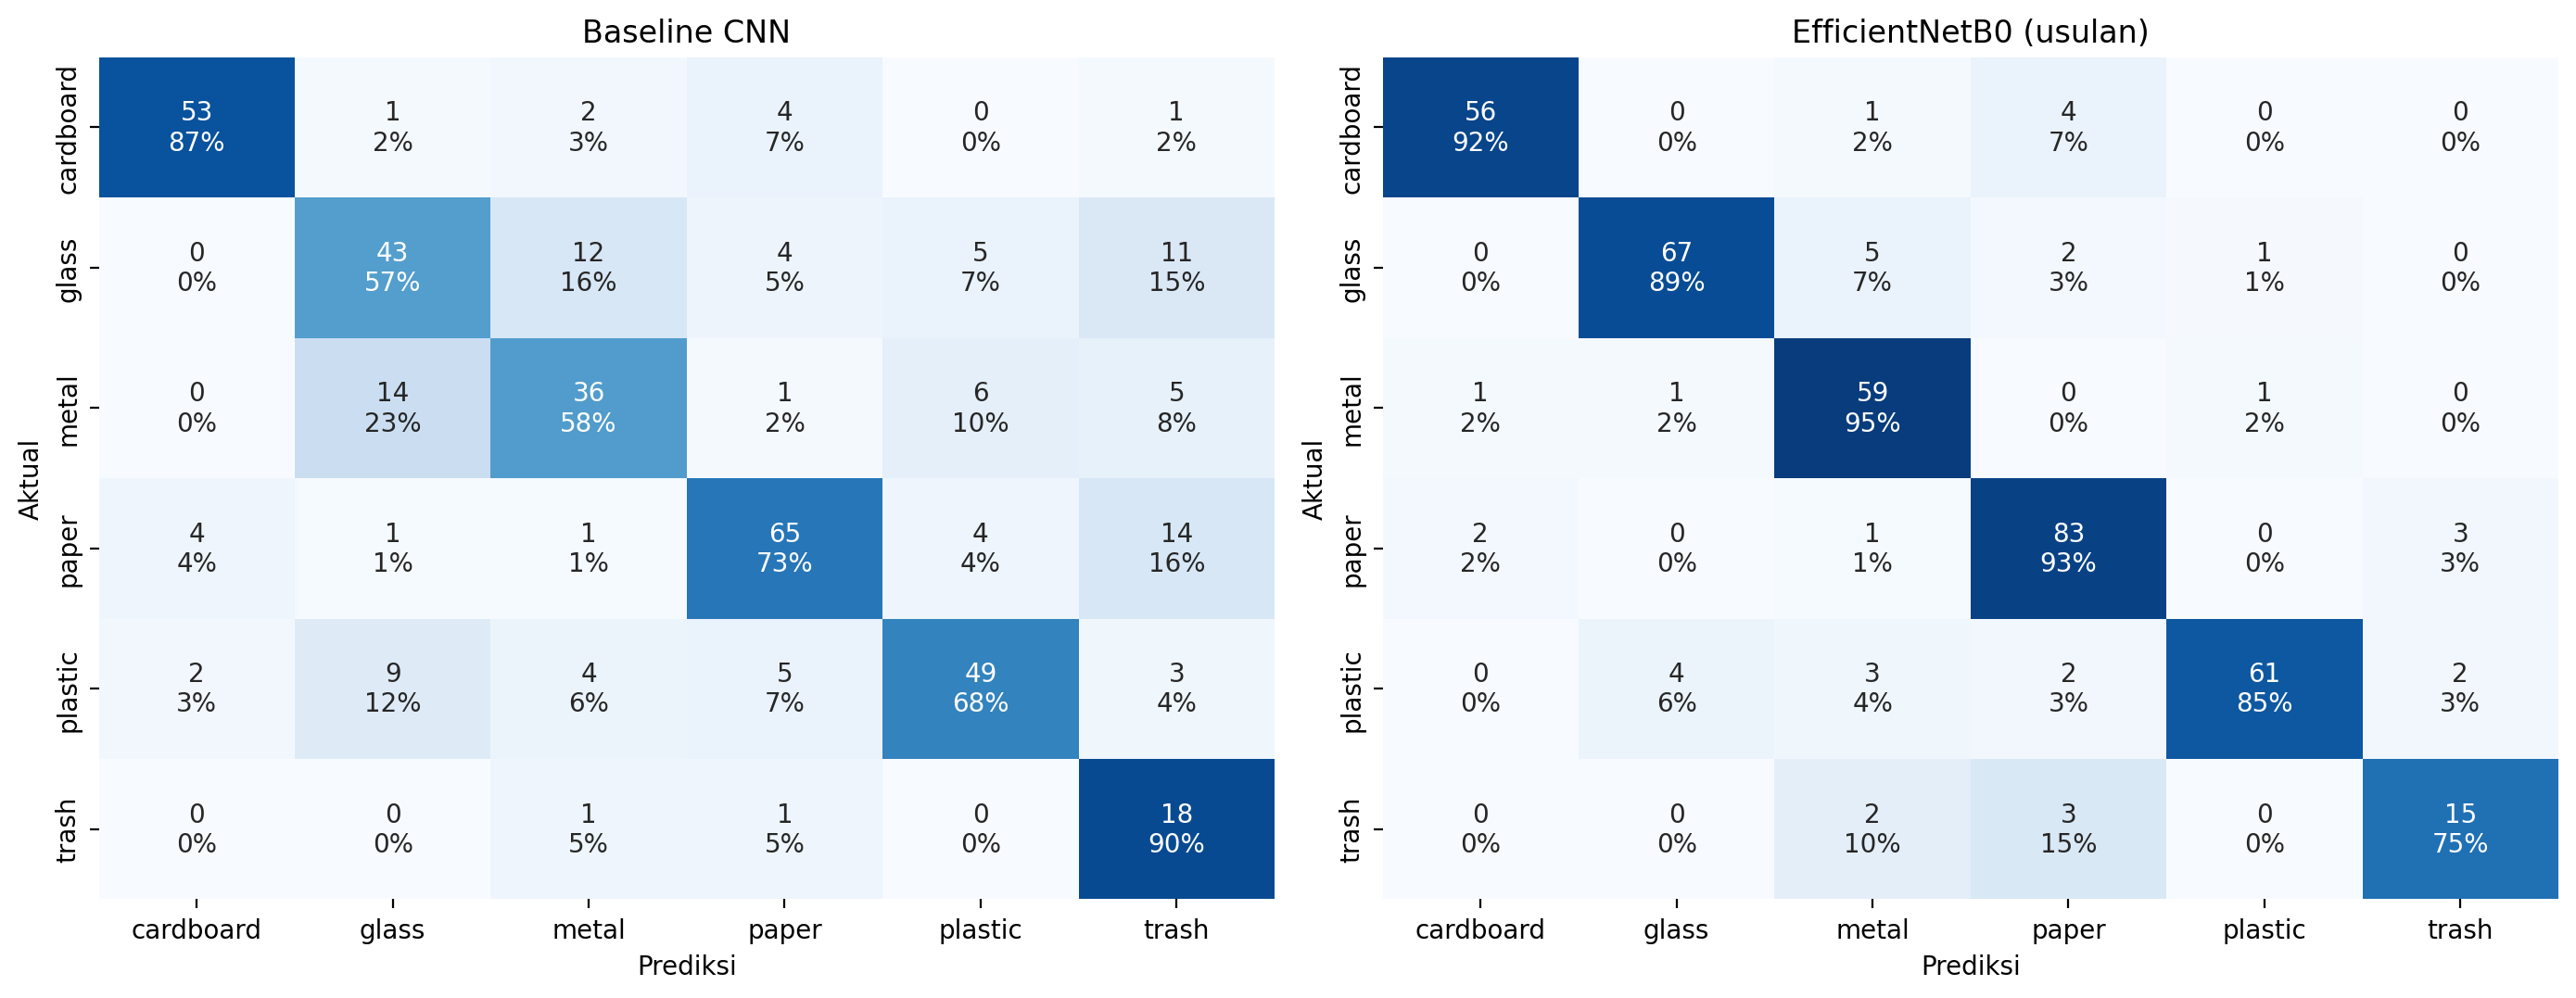 Baseline CNN
cardboard
53 1 2 4 0 1
87% 2% 3% 7% 0% 2%
glass
0 43 12 4 5 11
0% 57% 16% 5% 7% 15%
metal
0 14 36 1 6 5
0% 23% 58% 2% 10% 8%
Aktual
paper
4 1 1 65 4 14
4% 1% 1% 73% 4% 16%
plastic
2 9 4 5 49 3
3% 12% 6% 7% 68% 4%
trash
0 0 1 1 0 18
0% 0% 5% 5% 0% 90%
cardboard glass metal paper plastic trash
Prediksi
EfficientNetB0 (usulan)
cardboard
56 0 1 4 0 0
92% 0% 2% 7% 0% 0%
glass
0 67 5 2 1 0
0% 89% 7% 3% 1% 0%
metal
1 1 59 0 1 0
2% 2% 95% 0% 2% 0%
Aktual
paper
2 0 1 83 0 3
2% 0% 1% 93% 0% 3%
plastic
0 4 3 2 61 2
0% 6% 4% 3% 85% 3%
trash
0 0 2 3 0 15
0% 0% 10% 15% 0% 75%
cardboard glass metal paper plastic trash
Prediksi